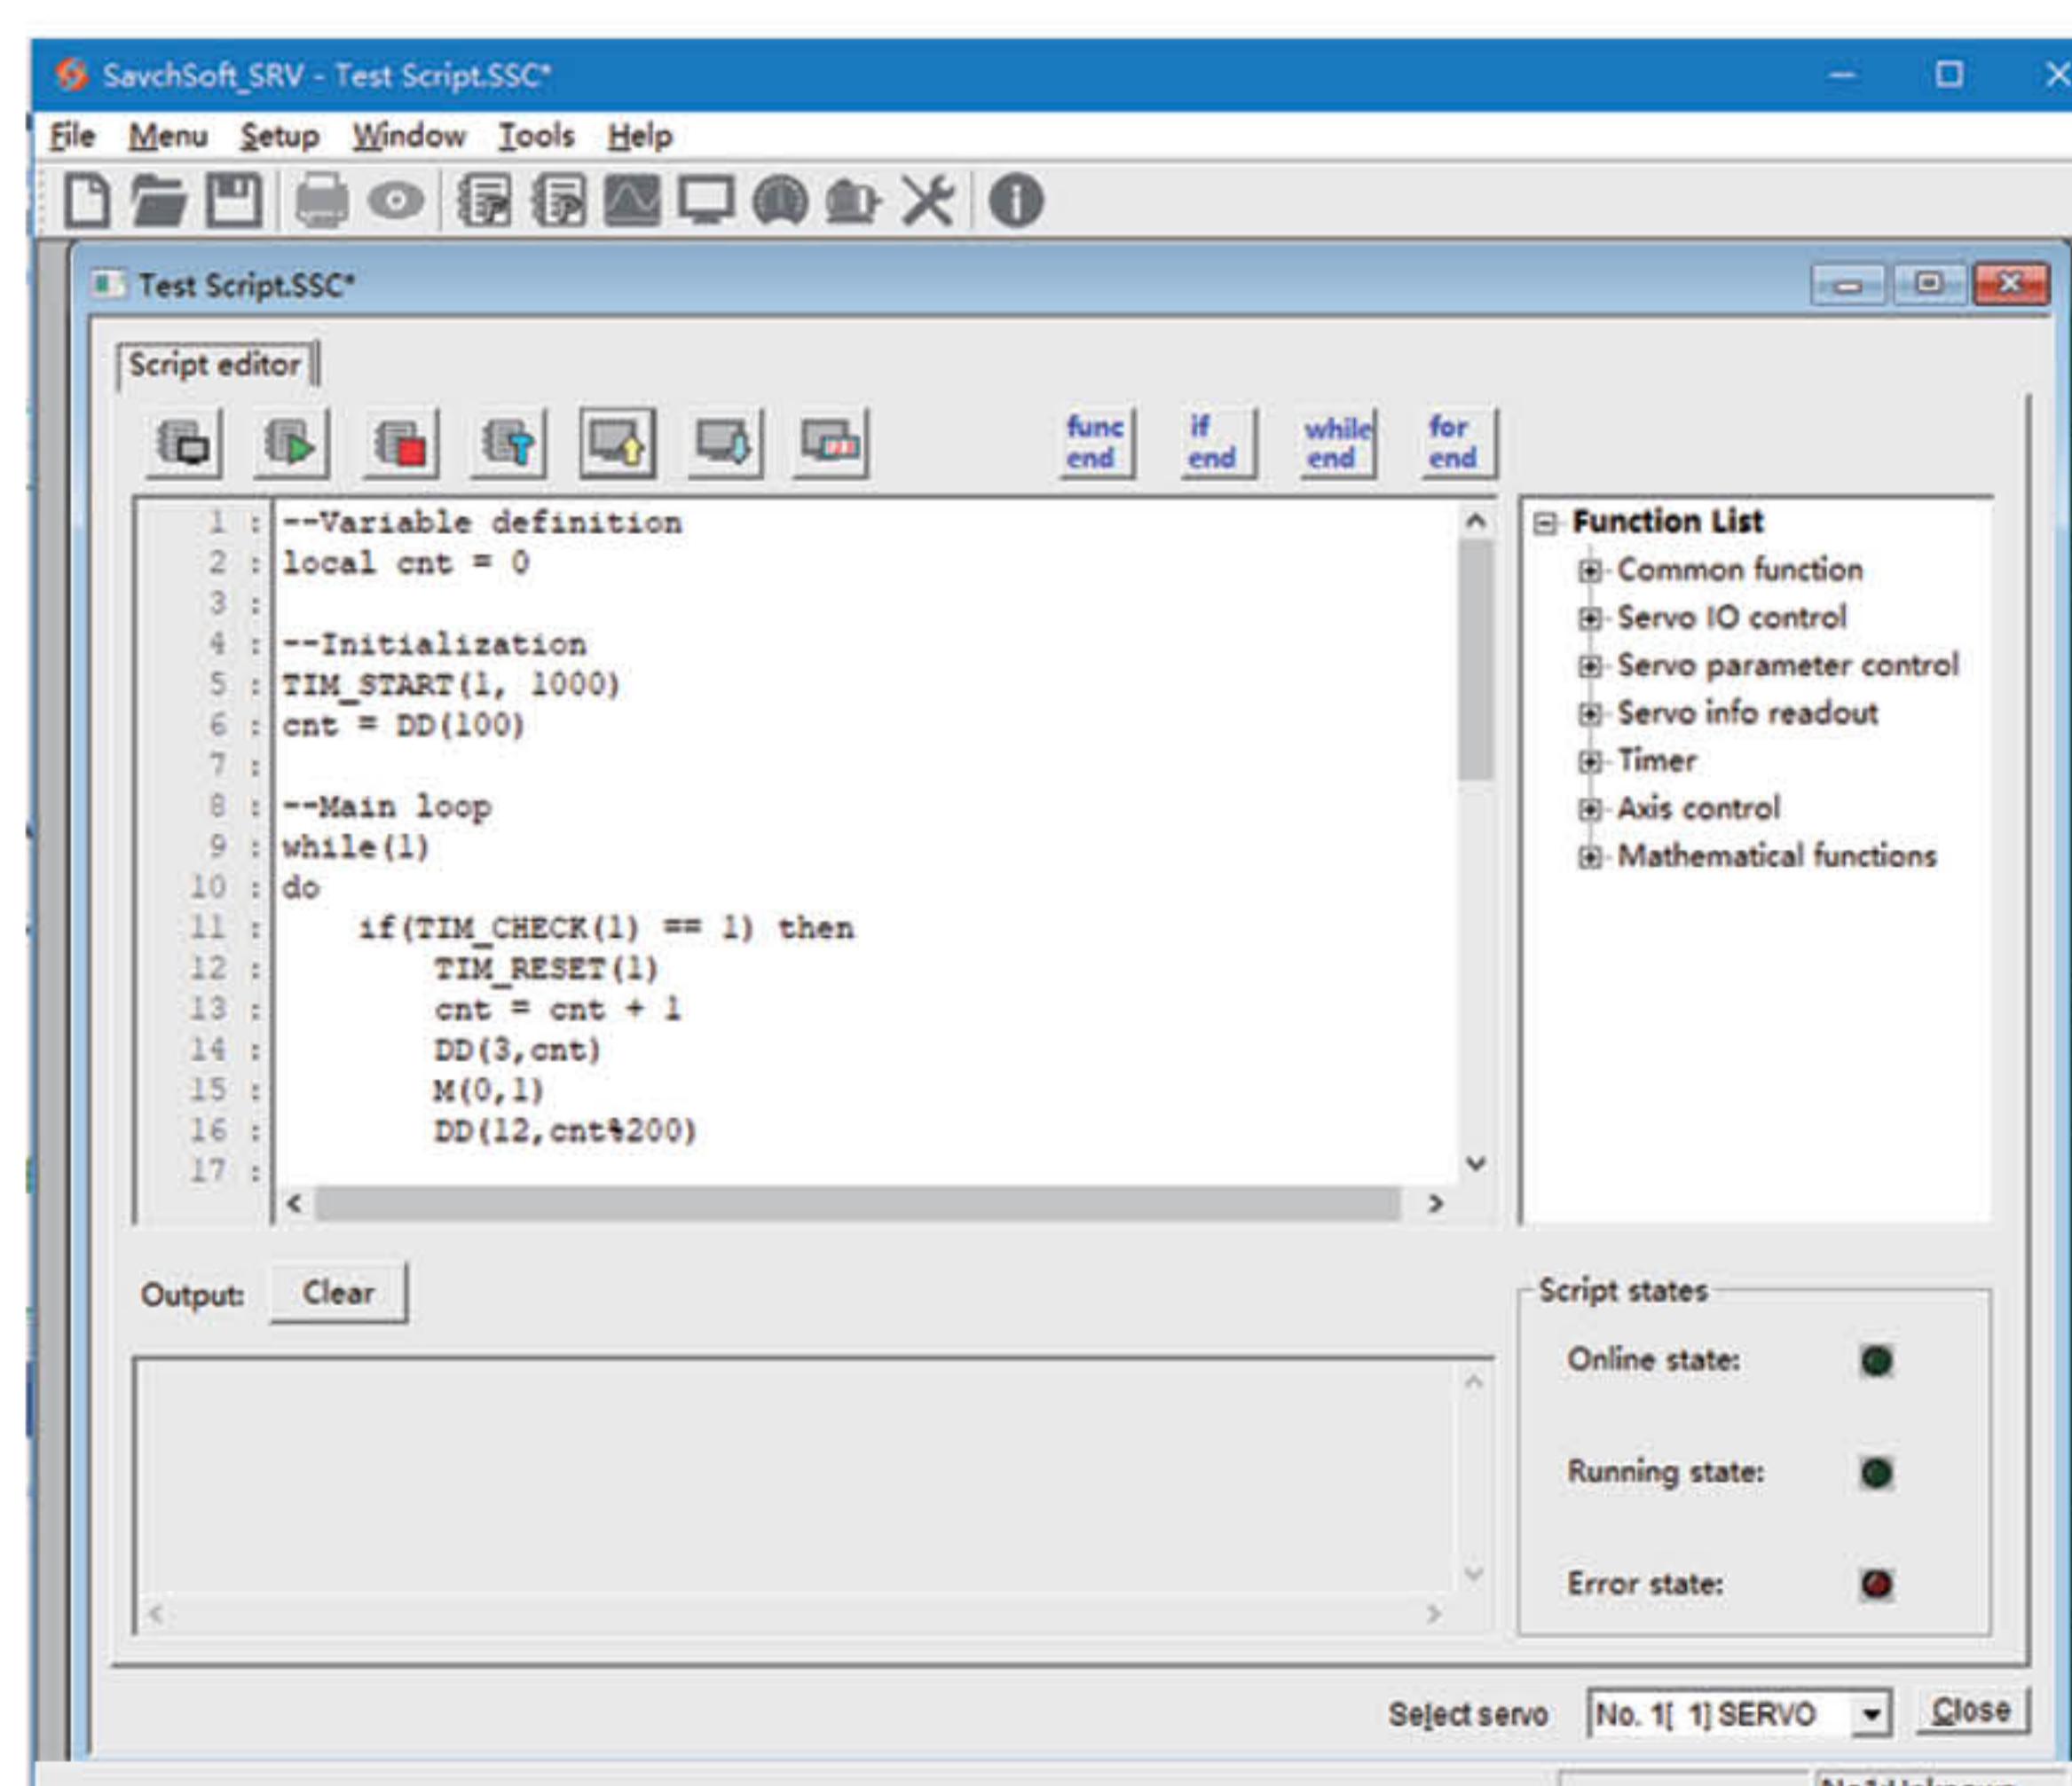 SavchSoft_SRV - Test Script.SSC*
File Menu Setup Window Tools Help
Test Script.SSC*
Script editor
func end
if end
while end
for end
1 : --Variable definition
2 : local cnt = 0
3 :
4 : --Initialization
5 : TIM_START(1, 1000)
6 : cnt = DD(100)
7 :
8 : --Main loop
9 : while(1)
10 : do
11 : if(TIM_CHECK(1) == 1) then
12 : TIM_RESET(1)
13 : cnt = cnt + 1
14 : DD(3,cnt)
15 : M(0,1)
16 : DD(12,cnt%200)
17 :
Function List
Common function
Servo IO control
Servo parameter control
Servo info readout
Timer
Axis control
Mathematical functions
Output: Clear
Script states
Online state:
Running state:
Error state:
Select servo No. 1[ 1] SERVO Close